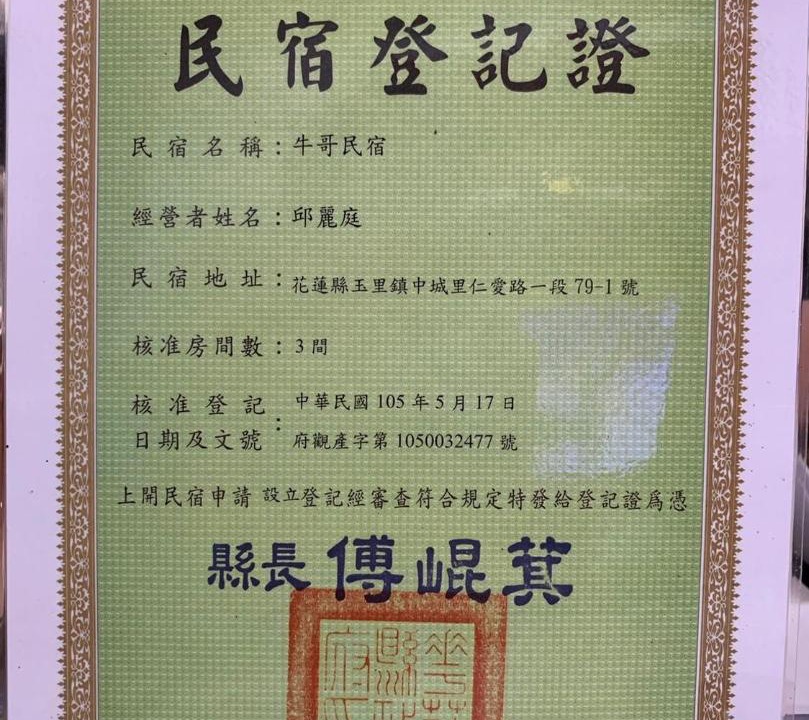 民宿登記證
民宿名稱：牛哥民宿
經營者姓名：邱麗庭
民宿地址：花蓮縣玉里鎮中城里仁愛路一段79-1號
核准房間數：3間
核准登記日期及文號：中華民國105年5月17日
府觀產字第1050032477號
上開民宿申請設立登記經審查符合規定特發給登記證爲憑
縣長 傅崐萁